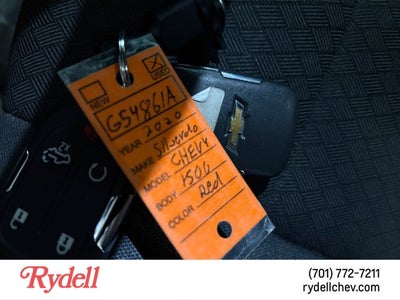 NEW
USED
G54861A
YEAR 2020
MAKE Silverado
MODEL CHEVY
BODY 1500
COLOR Red
Rydell
(701) 772-7211
rydellchev.com